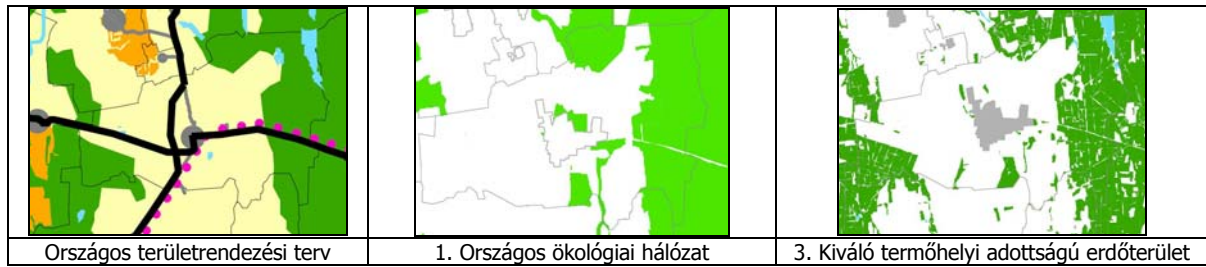 Országos területrendezési terv
1. Országos ökológiai hálózat
3. Kiváló termőhelyi adottságú erdőterület